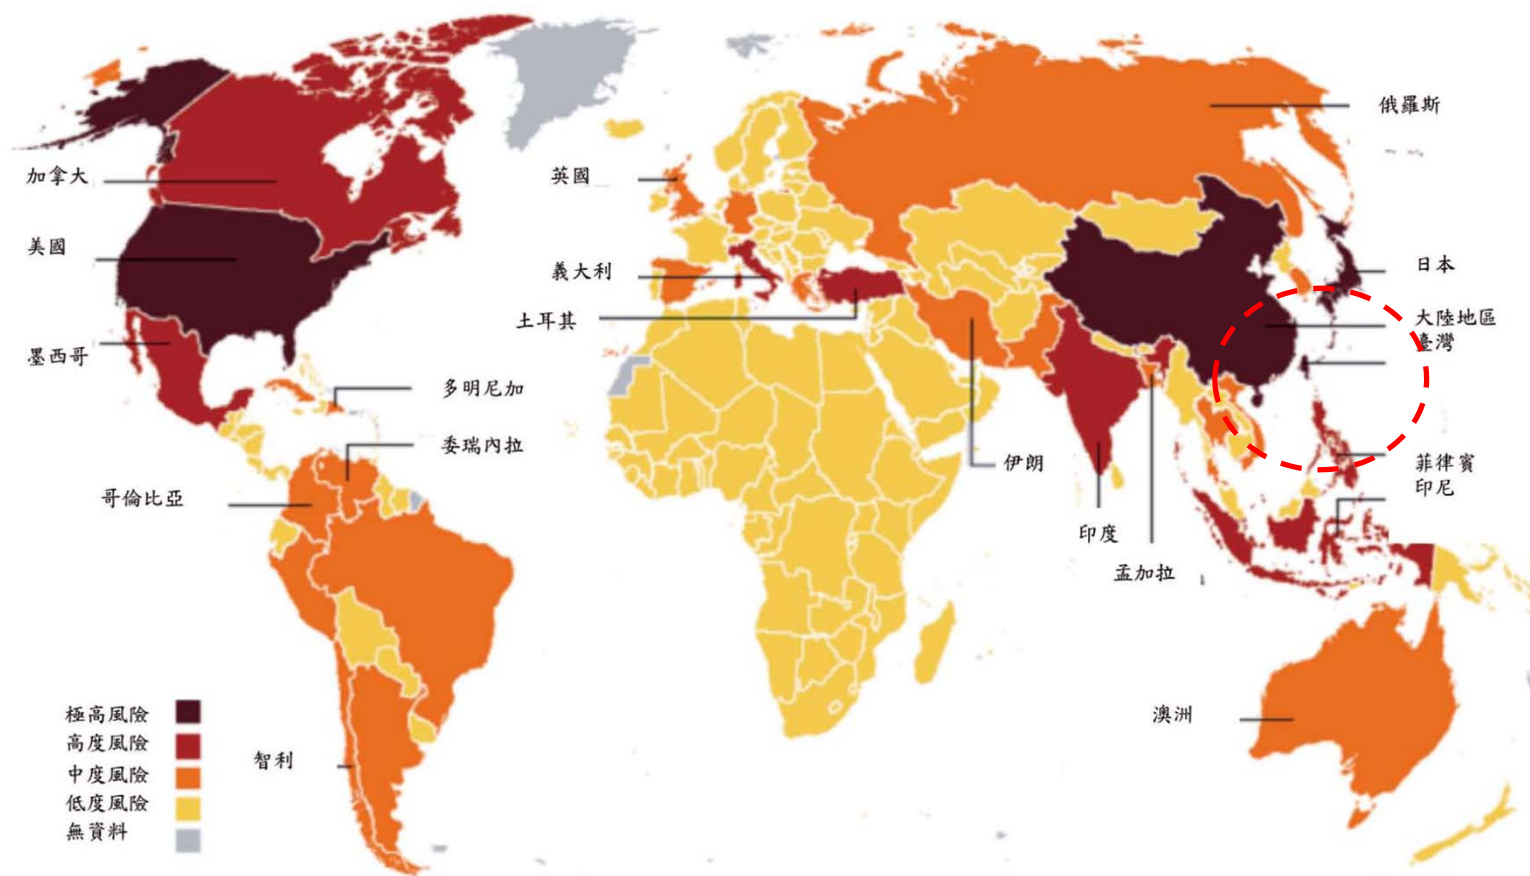 俄羅斯
加拿大
英國
美國
日本
義大利
大陸地區
土耳其
臺灣
墨西哥
多明尼加
委瑞內拉
菲律賓
伊朗
印尼
哥倫比亞
印度
孟加拉
澳洲
智利
極高風險
高度風險
中度風險
低度風險
無資料